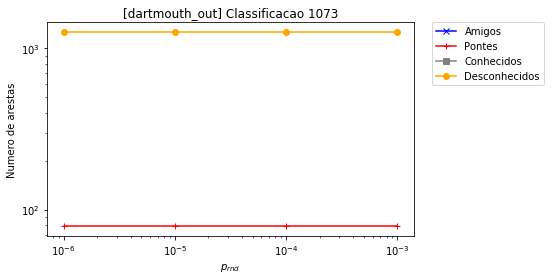 [dartmouth_out] Classificacao 1073
Numero de arestas
10³
10²
10⁻⁶ 10⁻⁵ 10⁻⁴ 10⁻³
pᵣₙd
Amigos
Pontes
Conhecidos
Desconhecidos